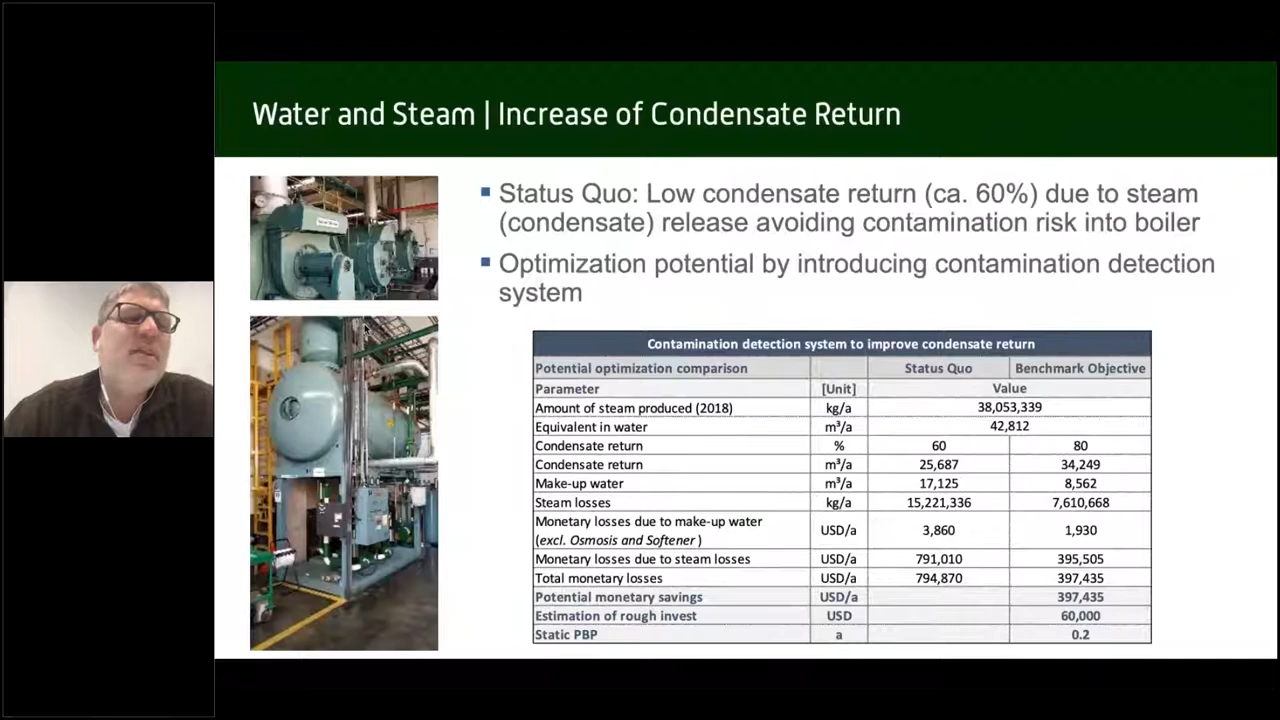 Water and Steam | Increase of Condensate Return
Status Quo: Low condensate return (ca. 60%) due to steam
(condensate) release avoiding contamination risk into boiler
Optimization potential by introducing contamination detection
system
Contamination detection system to improve condensate return
Potential optimization comparison Status Quo Benchmark Objective
Parameter [Unit] Value
Amount of steam produced (2018) kg/a 38,053,339
Equivalent in water m³/a 42,812
Condensate return % 60 80
Condensate return m³/a 25,687 34,249
Make-up water m³/a 17,125 8,562
Steam losses kg/a 15,221,336 7,610,668
Monetary losses due to make-up water
(excl. Osmosis and Softener ) USD/a 3,860 1,930
Monetary losses due to steam losses USD/a 791,010 395,505
Total monetary losses USD/a 794,870 397,435
Potential monetary savings USD/a 397,435
Estimation of rough invest USD 60,000
Static PBP a 0.2